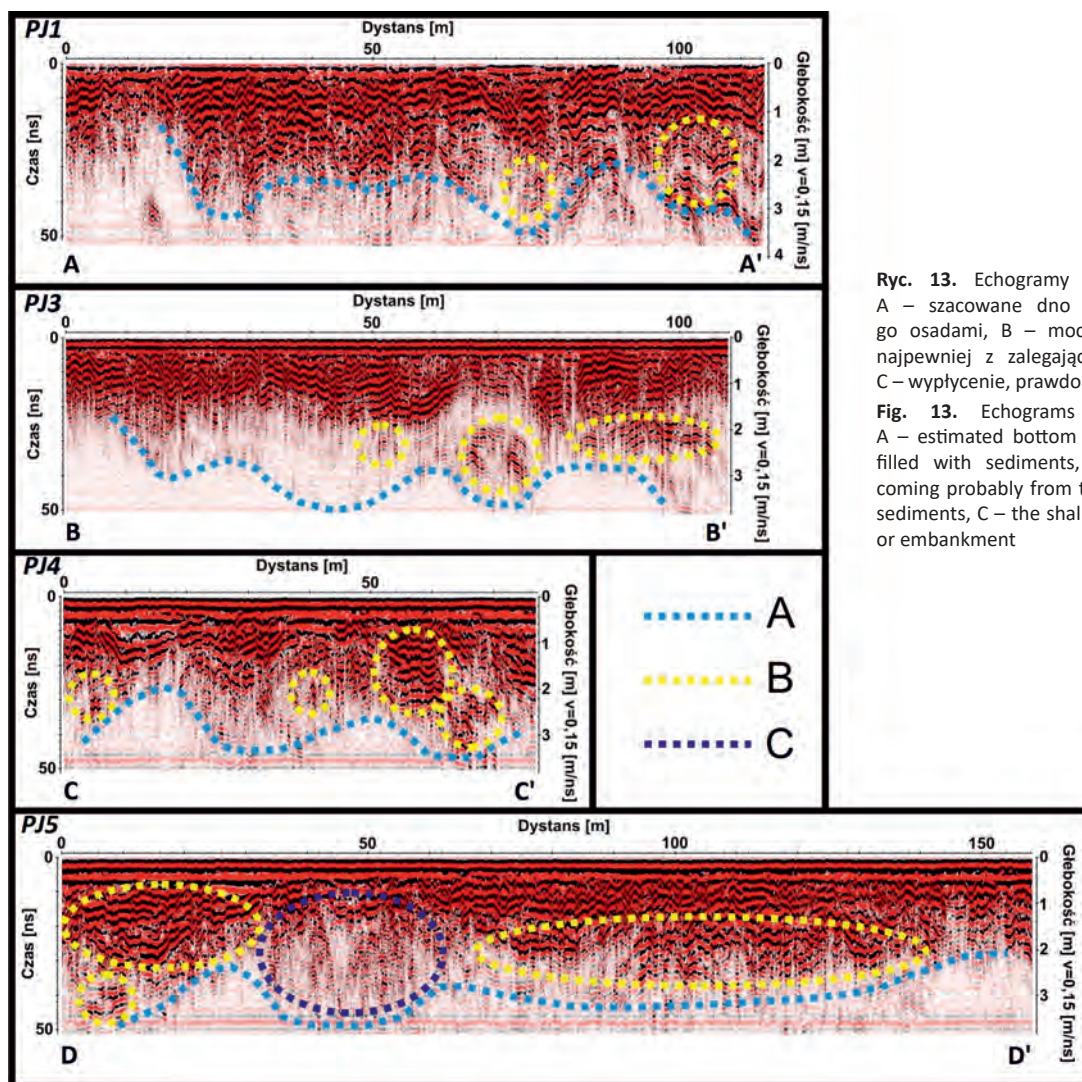 PJ1
Dystans [m]
0 50 100
0
50
Czas [ns]
0
1
2
3
4
Głebokość [m] v=0,15 [m/ns]
A A'
PJ3
Dystans [m]
0 50 100
0
50
Czas [ns]
0
1
2
3
Głebokość [m] v=0,15 [m/ns]
B B'
PJ4
Dystans [m]
0 50
0
50
Czas [ns]
0
1
2
3
Głebokość [m] v=0,15 [m/ns]
C C'
A
B
C
PJ5
Dystans [m]
0 50 100 150
0
50
Czas [ns]
0
1
2
3
Głebokość [m] v=0,15 [m/ns]
D D'
Ryc. 13. Echogramy
A – szacowane dno
go osadami, B – moc
najpewniej z zalegając
C – wypłycenie, prawdo
Fig. 13. Echograms
A – estimated bottom
filled with sediments,
coming probably from t
sediments, C – the shal
or embankment